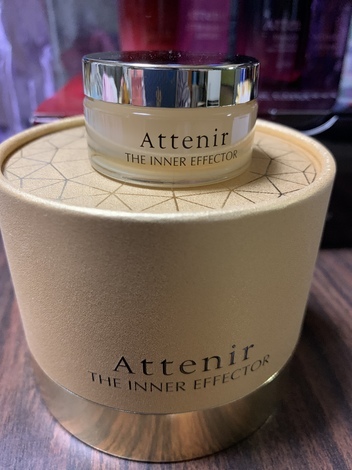 Attenir
THE INNER EFFECTOR
Attenir
THE INNER EFFECTOR